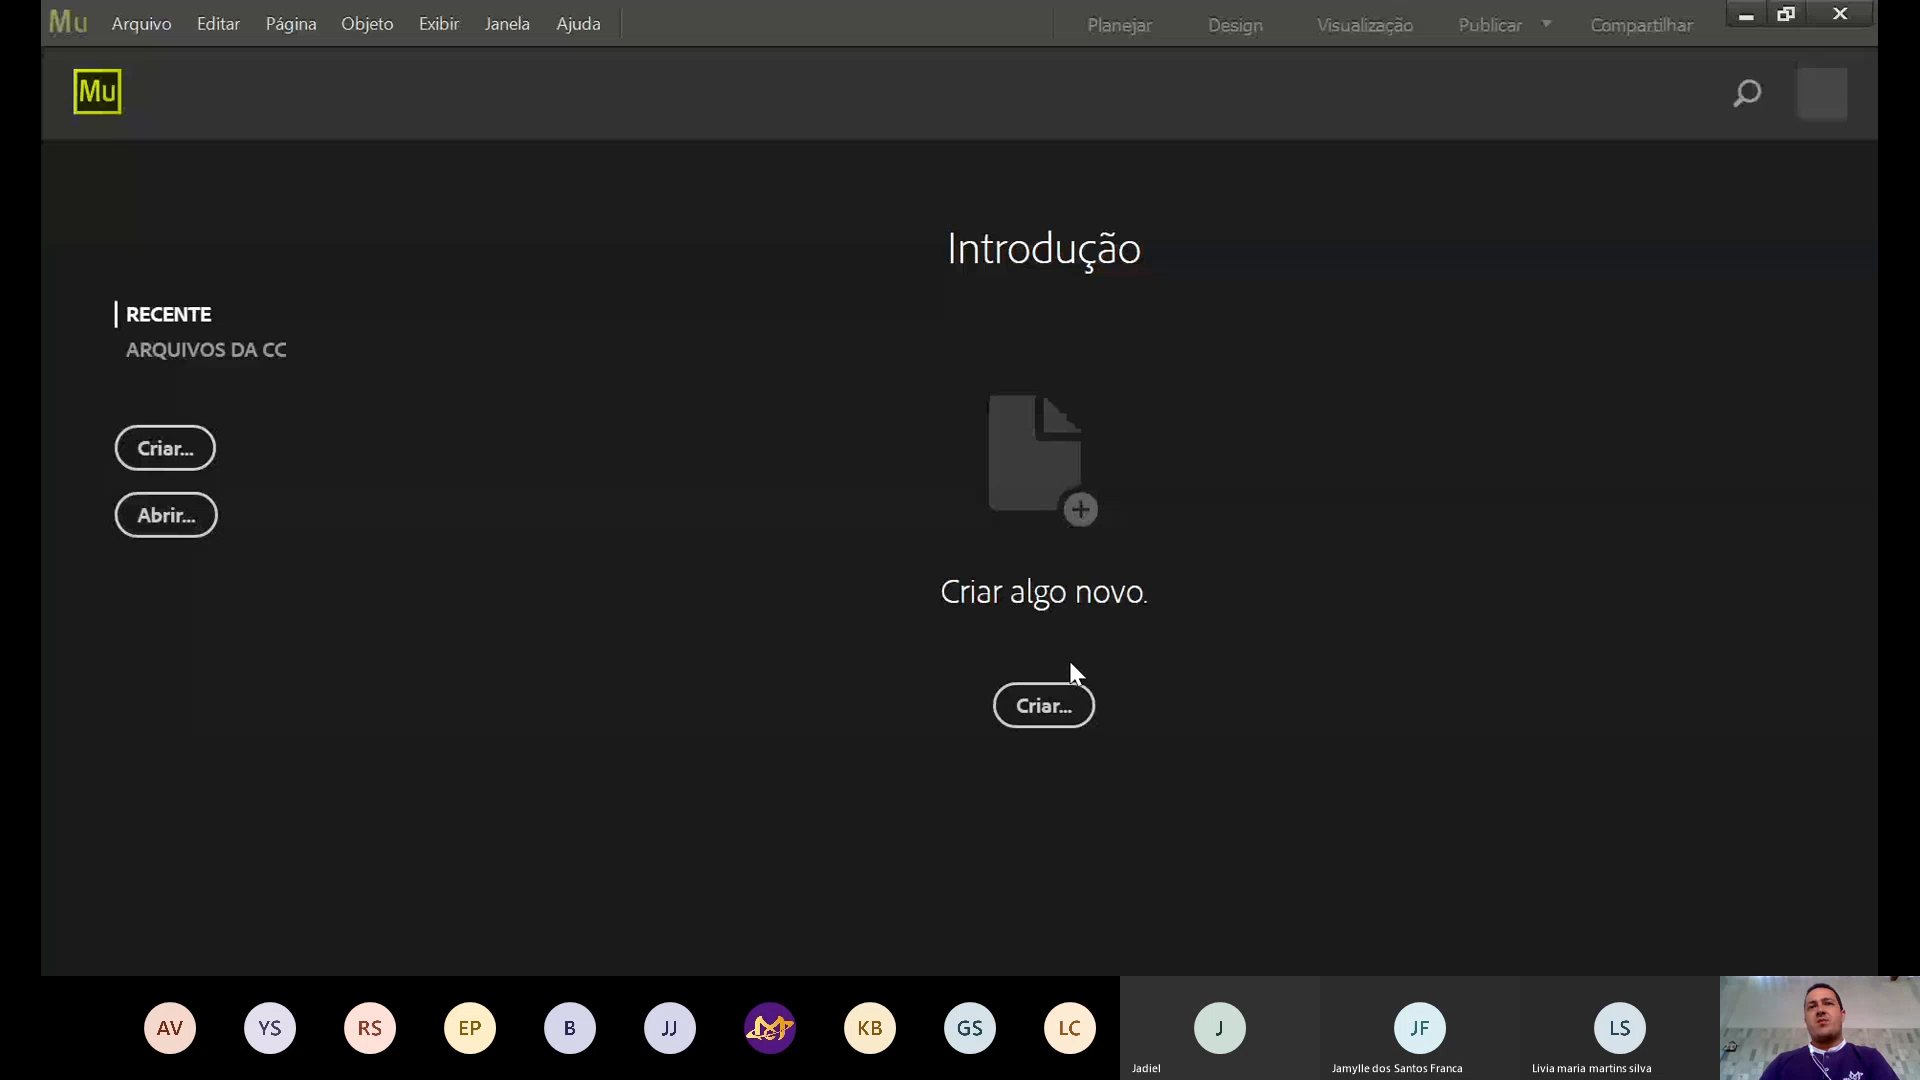 Mu Arquivo Editar Página Objeto Exibir Janela Ajuda Planejar Design Visualização Publicar Compartilhar
Mu
Introdução
RECENTE
ARQUIVOS DA CC
Criar...
Abrir...
Criar algo novo.
Criar...
AV YS RS EP B JJ KB GS LC J JF LS
Jadiel Jamylle dos Santos Franca Livia maria martins silva